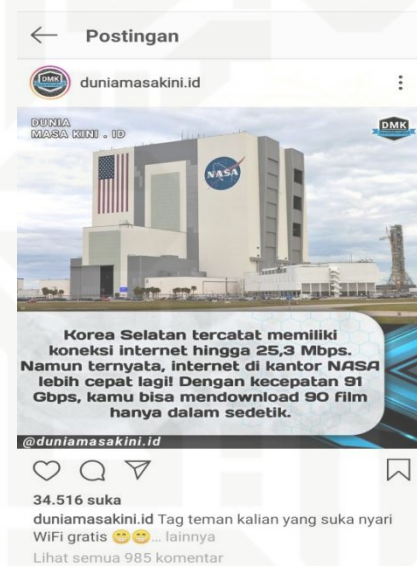 Postingan
DMK
duniamasakini.id
DUNIA
MASA KINI . ID
DMK
NASA
Korea Selatan tercatat memiliki
koneksi internet hingga 25,3 Mbps.
Namun ternyata, internet di kantor NASA
lebih cepat lagi! Dengan kecepatan 91
Gbps, kamu bisa mendownload 90 film
hanya dalam sedetik.
@duniamasakini.id
34.516 suka
duniamasakini.id Tag teman kalian yang suka nyari
WiFi gratis 😁😁... lainnya
Lihat semua 985 komentar